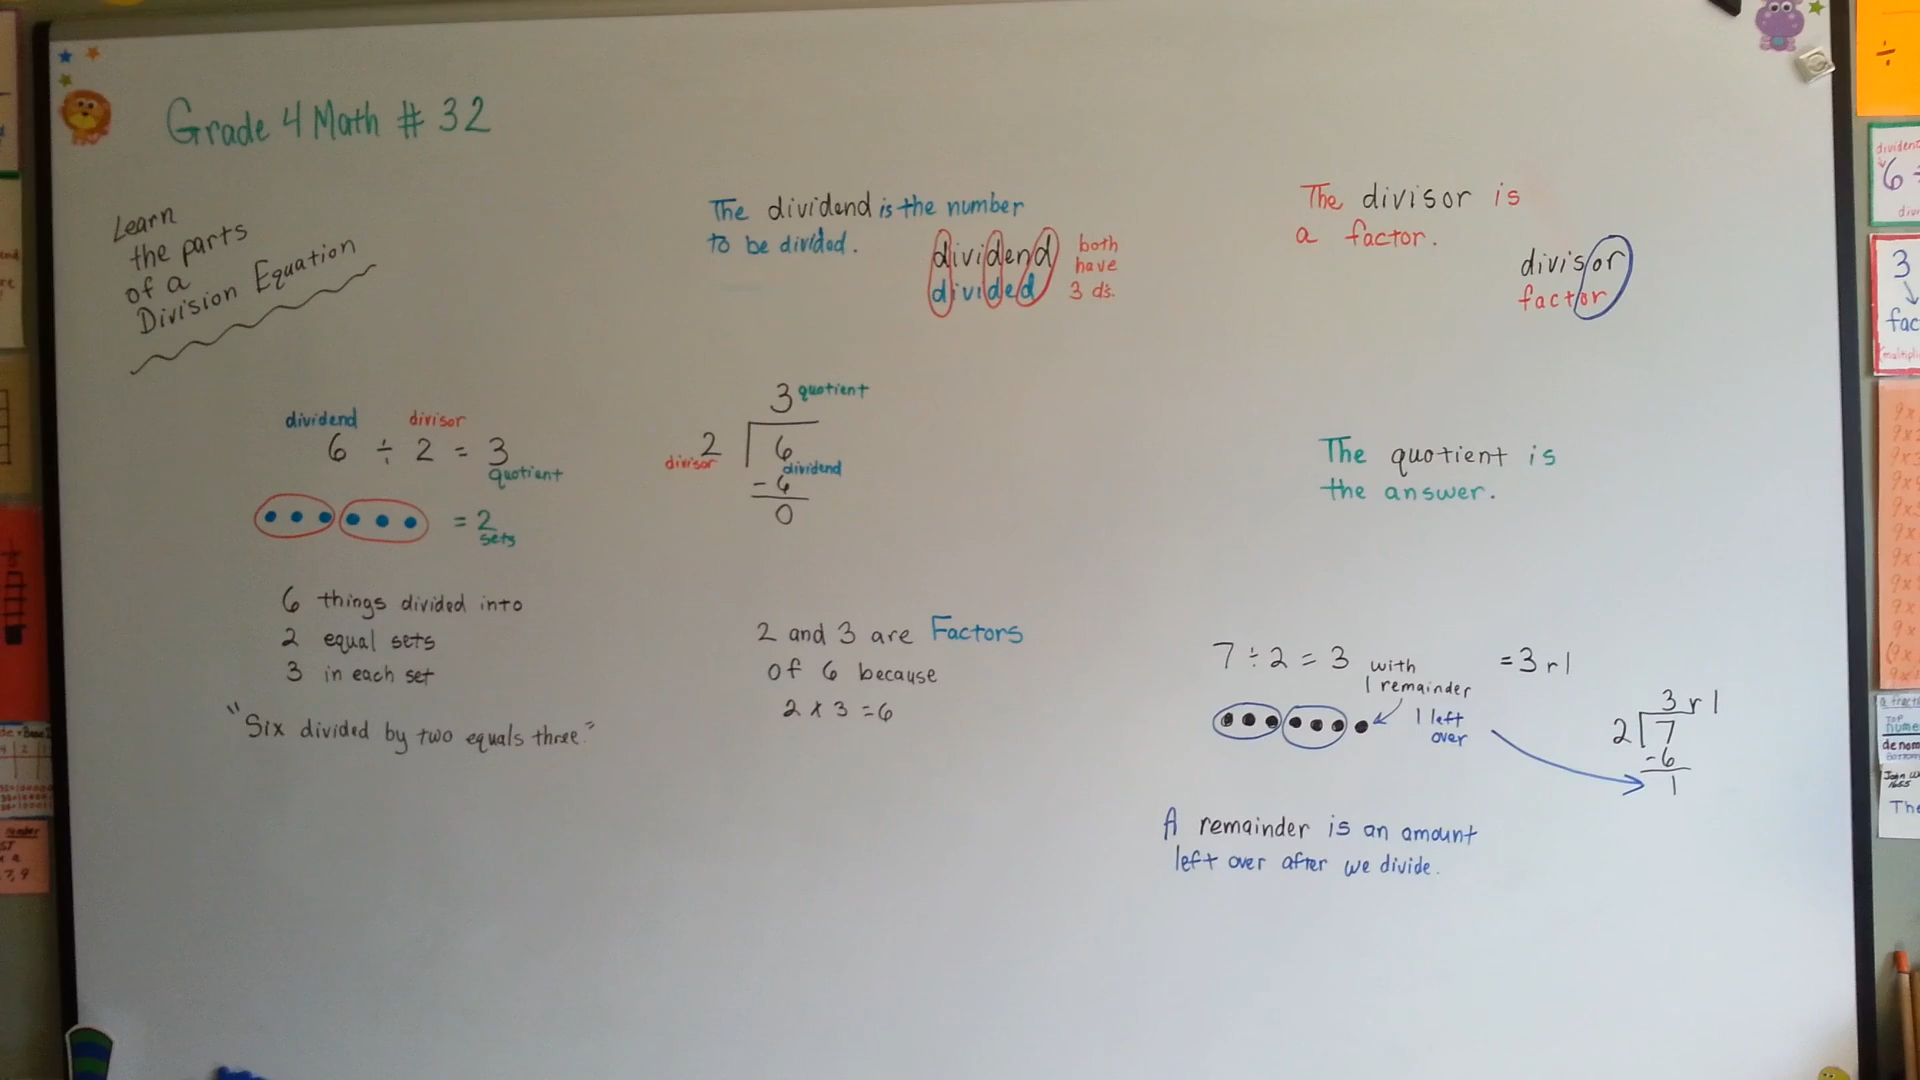 Grade 4 Math # 32
Learn
the parts
of a
Division Equation
The dividend is the number
to be divided.
dividend
divided
both
have
3 d's.
The divisor is
a factor.
divisor
factor
dividend divisor
6 ÷ 2 = 3
quotient
= 2
sets
6 things divided into
2 equal sets
3 in each set
"Six divided by two equals three."
3 quotient
2 6
divisor dividend
- 6
0
2 and 3 are Factors
of 6 because
2 x 3 = 6
The quotient is
the answer.
7 ÷ 2 = 3 with = 3 r 1
1 remainder
1 left
over
3 r 1
2 7
- 6
1
A remainder is an amount
left over after we divide.
÷
6
3